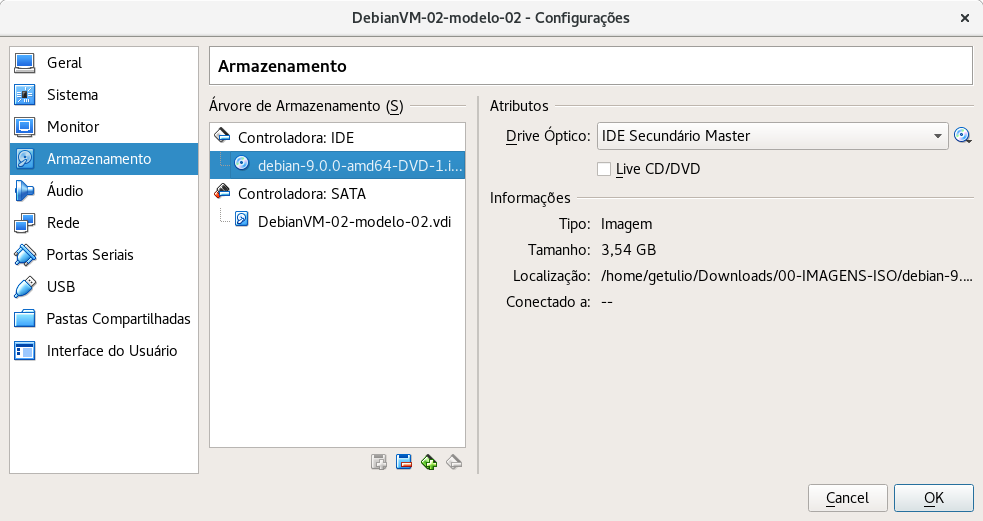 DebianVM-02-modelo-02 - Configurações
Geral
Sistema
Monitor
Armazenamento
Áudio
Rede
Portas Seriais
USB
Pastas Compartilhadas
Interface do Usuário
Armazenamento
Árvore de Armazenamento (S)
Controladora: IDE
debian-9.0.0-amd64-DVD-1.i...
Controladora: SATA
DebianVM-02-modelo-02.vdi
Atributos
Drive Óptico: IDE Secundário Master
Live CD/DVD
Informações
Tipo: Imagem
Tamanho: 3,54 GB
Localização: /home/getulio/Downloads/00-IMAGENS-ISO/debian-9....
Conectado a: --
Cancel
OK